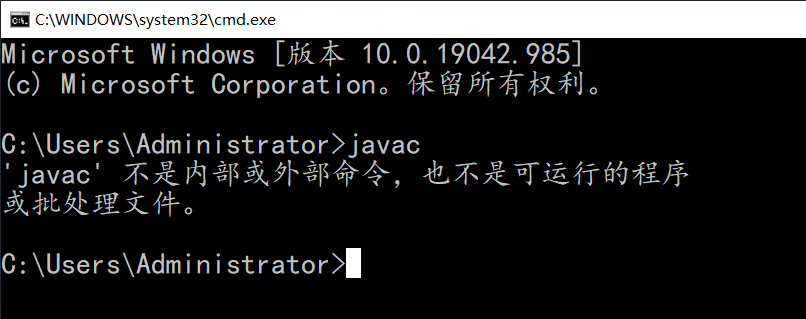 C:\WINDOWS\system32\cmd.exe
Microsoft Windows [版本 10.0.19042.985]
(c) Microsoft Corporation。保留所有权利。
C:\Users\Administrator>javac
'javac' 不是内部或外部命令，也不是可运行的程序
或批处理文件。
C:\Users\Administrator>